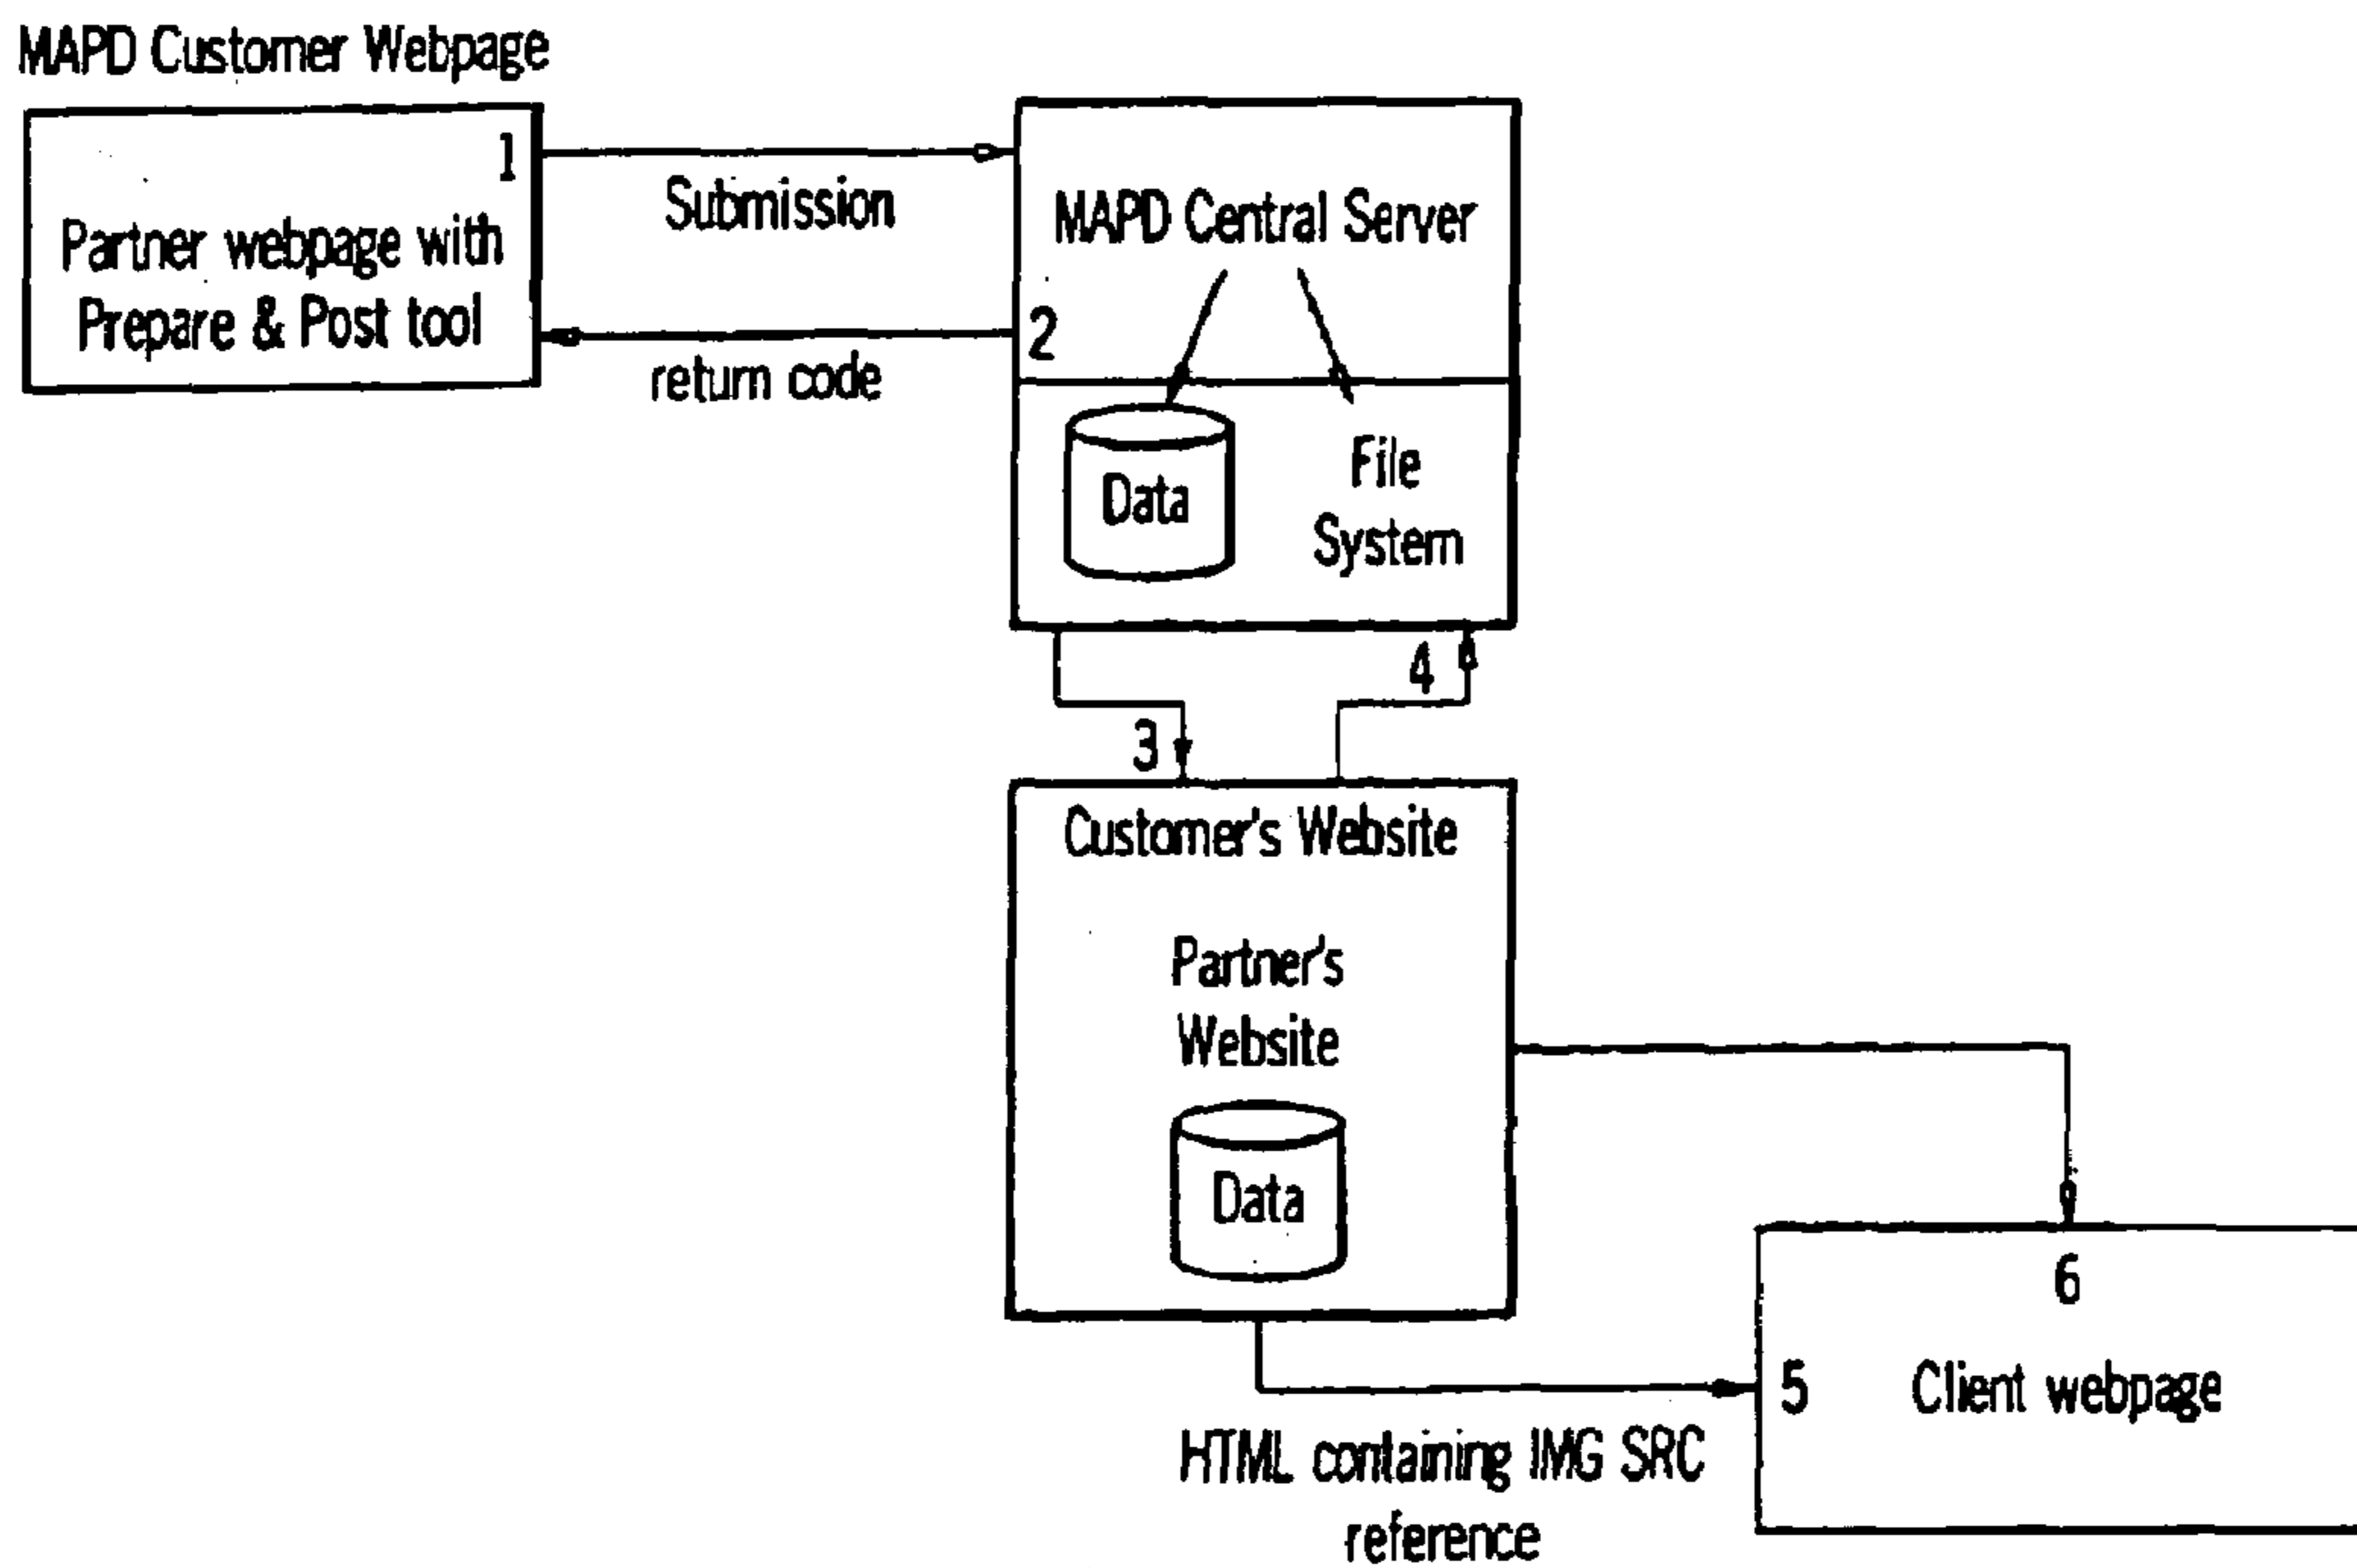 MAPD Customer Webpage
1
Partner webpage with
Prepare & Post tool
Submission
return code
MAPD Central Server
2
Data
File
System
3
4
Customer's Website
Partner's
Website
Data
6
5
Client webpage
HTML containing IMG SRC
reference